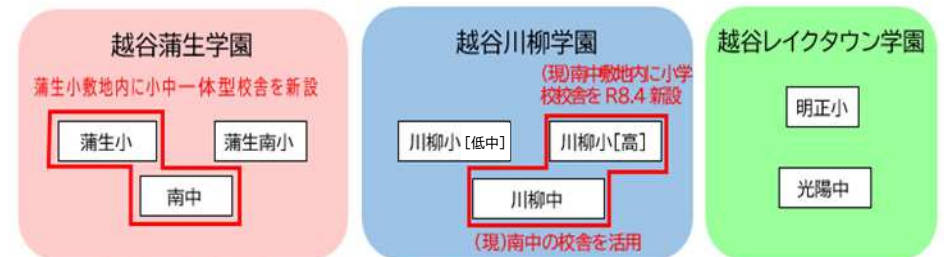 越谷蒲生学園
蒲生小敷地内に小中一体型校舎を新設
蒲生小
蒲生南小
南中
越谷川柳学園
(現)南中敷地内に小学
校校舎を R8.4 新設
川柳小[低中]
川柳小[高]
川柳中
(現)南中の校舎を活用
越谷レイクタウン学園
明正小
光陽中